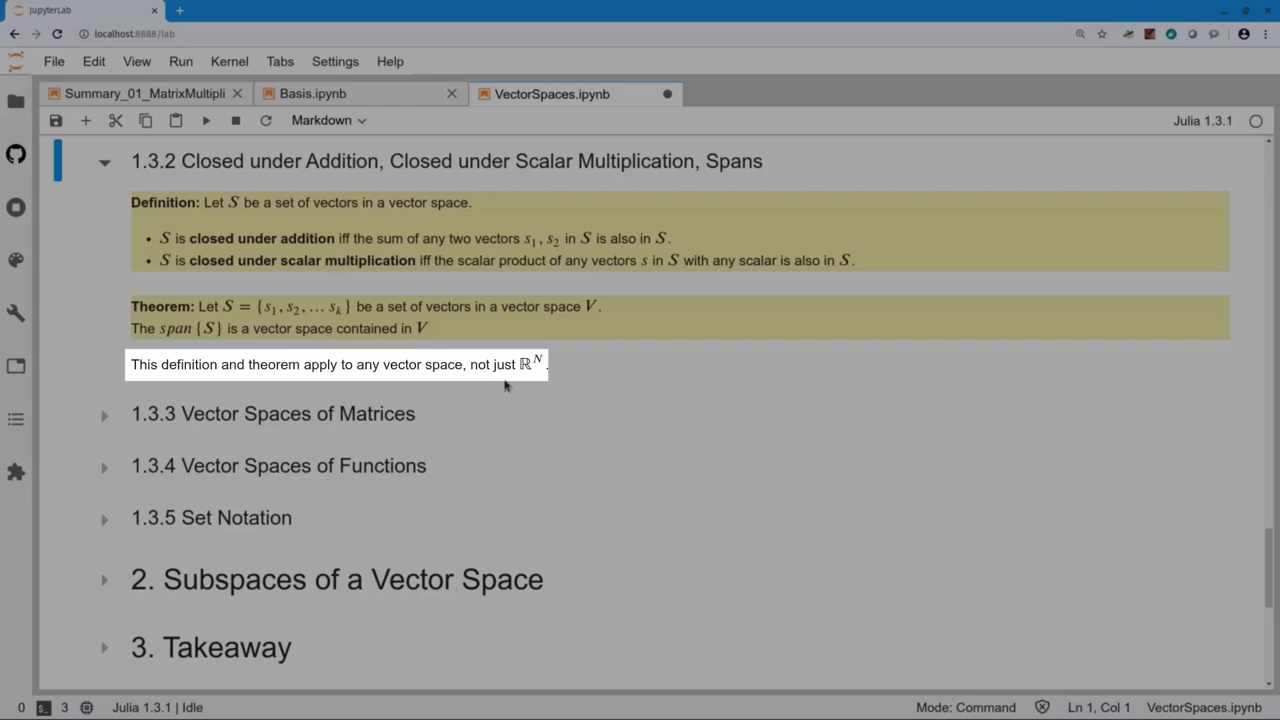 JupyterLab
localhost:8888/lab
File Edit View Run Kernel Tabs Settings Help
Summary_01_MatrixMultipli Basis.ipynb VectorSpaces.ipynb
Markdown Julia 1.3.1
1.3.2 Closed under Addition, Closed under Scalar Multiplication, Spans
Definition: Let S be a set of vectors in a vector space.
• S is closed under addition iff the sum of any two vectors s₁, s₂ in S is also in S.
• S is closed under scalar multiplication iff the scalar product of any vectors s in S with any scalar is also in S.
Theorem: Let S = {s₁, s₂, … sₖ} be a set of vectors in a vector space V.
The span {S} is a vector space contained in V
This definition and theorem apply to any vector space, not just ℝᴺ.
1.3.3 Vector Spaces of Matrices
1.3.4 Vector Spaces of Functions
1.3.5 Set Notation
2. Subspaces of a Vector Space
3. Takeaway
0 $_ 3 Julia 1.3.1 | Idle Mode: Command Ln 1, Col 1 VectorSpaces.ipynb